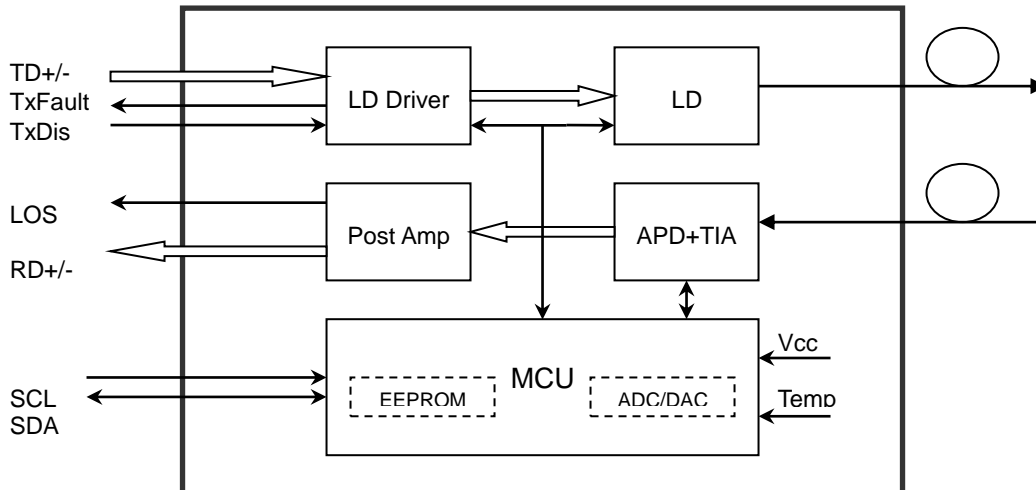 TD+/-
TxFault
TxDis
LD Driver
LD
LOS
RD+/-
Post Amp
APD+TIA
SCL
SDA
MCU
EEPROM
ADC/DAC
Vcc
Temp